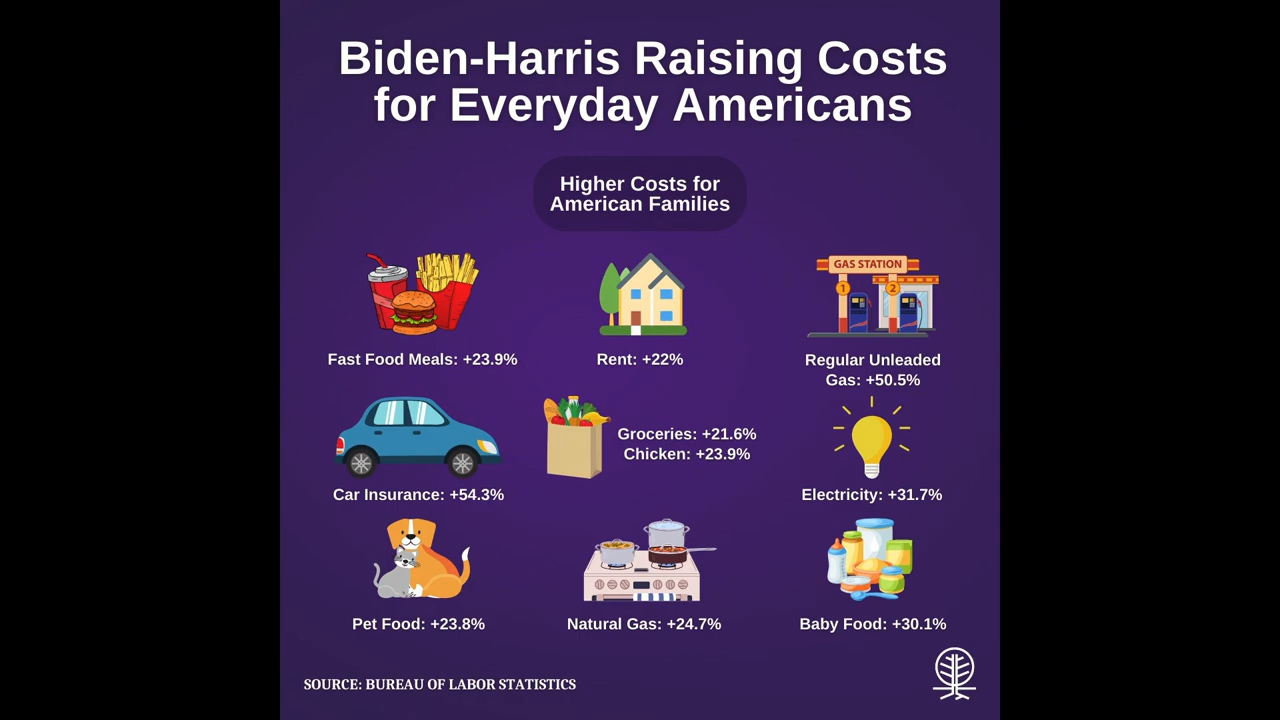 Biden-Harris Raising Costs
for Everyday Americans
Higher Costs for
American Families
GAS STATION
1
2
Fast Food Meals: +23.9%
Rent: +22%
Regular Unleaded
Gas: +50.5%
Groceries: +21.6%
Chicken: +23.9%
Car Insurance: +54.3%
Electricity: +31.7%
Pet Food: +23.8%
Natural Gas: +24.7%
Baby Food: +30.1%
SOURCE: BUREAU OF LABOR STATISTICS